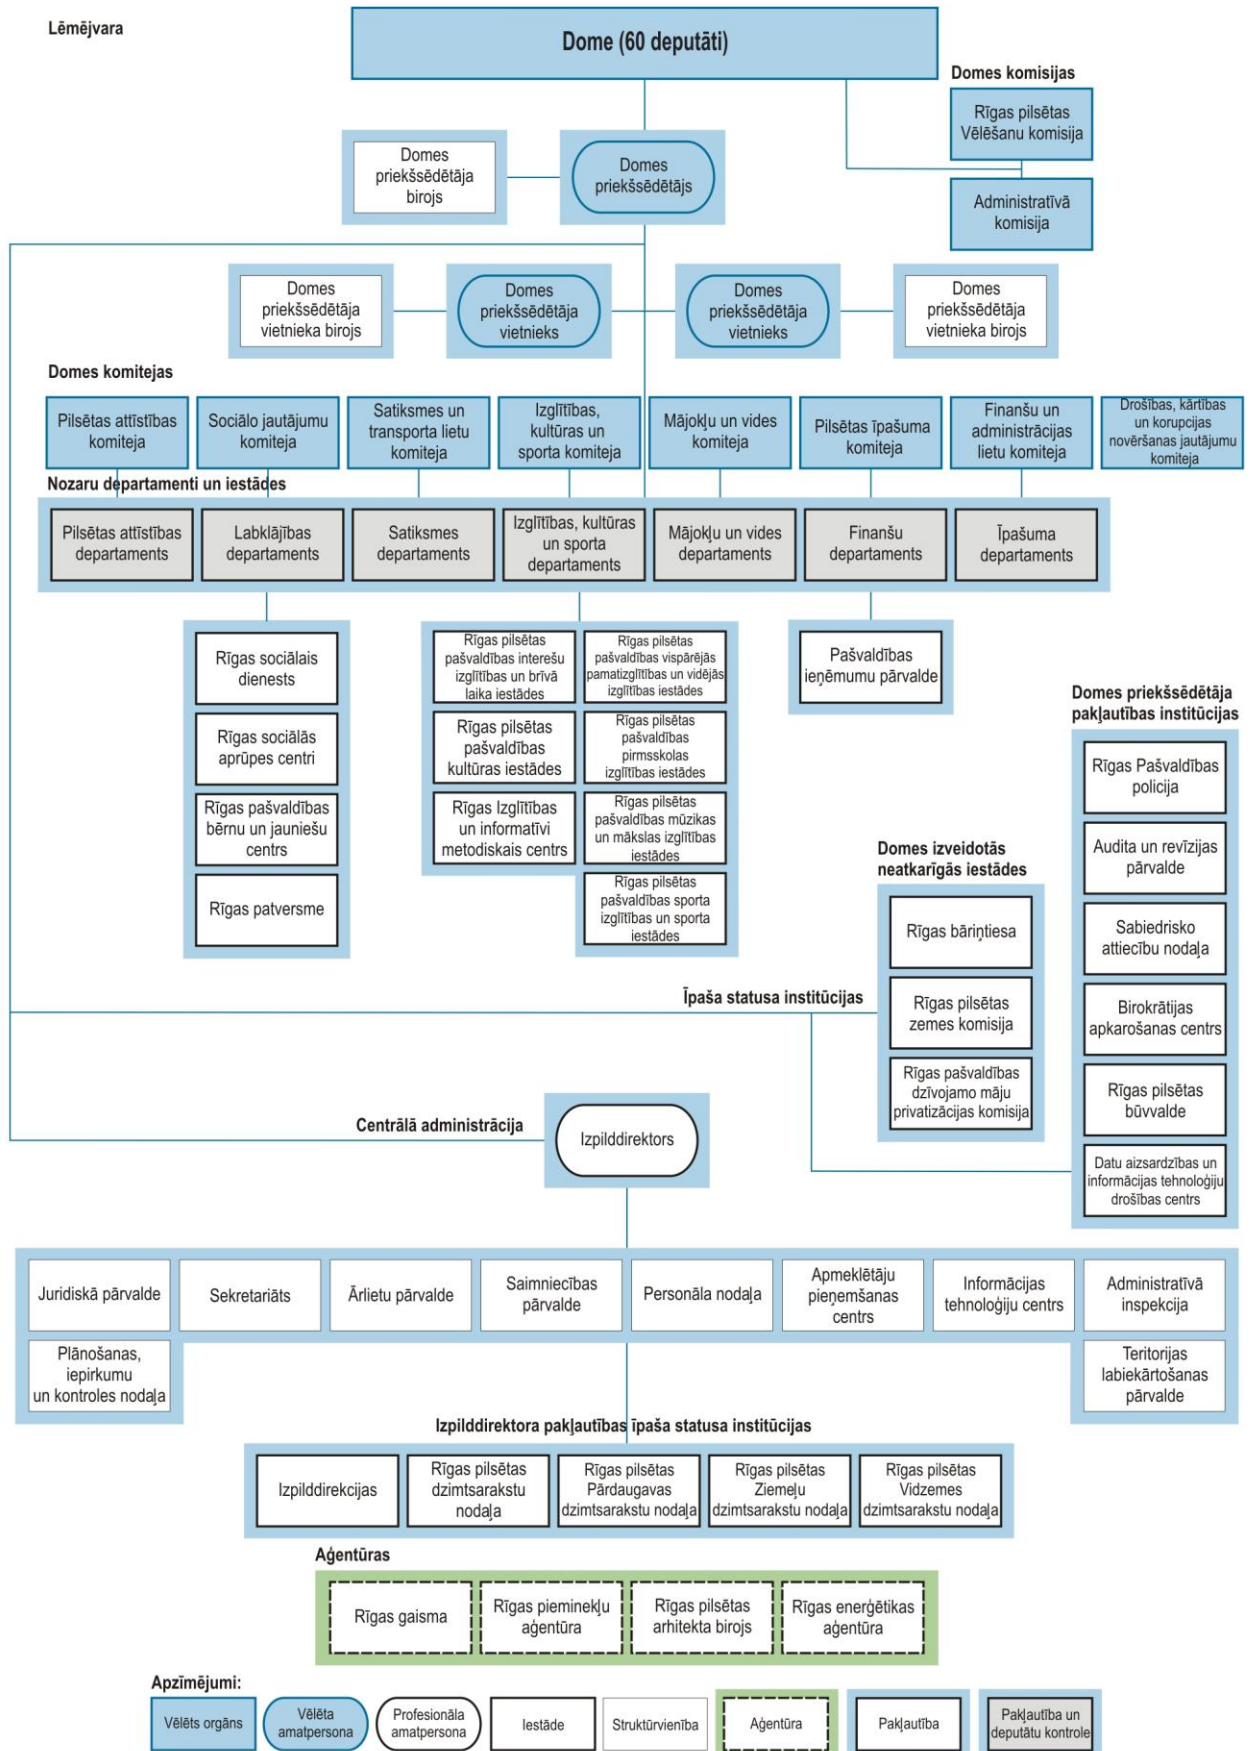 Lēmējvara
Dome (60 deputāti)
Domes komisijas
Rīgas pilsētas
Vēlēšanu komisija
Administratīvā
komisija
Domes
priekšsēdētāja
birojs
Domes
priekšsēdētājs
Domes
priekšsēdētāja
vietnieka birojs
Domes
priekšsēdētāja
vietnieks
Domes
priekšsēdētāja
vietnieks
Domes
priekšsēdētāja
vietnieka birojs
Domes komitejas
Pilsētas attīstības
komiteja
Sociālo jautājumu
komiteja
Satiksmes un
transporta lietu
komiteja
Izglītības,
kultūras un
sporta komiteja
Mājokļu un vides
komiteja
Pilsētas īpašuma
komiteja
Finanšu un
administrācijas
lietu komiteja
Drošības, kārtības
un korupcijas
novēršanas jautājumu
komiteja
Nozaru departamenti un iestādes
Pilsētas attīstības
departaments
Labklājības
departaments
Satiksmes
departaments
Izglītības, kultūras
un sporta
departaments
Mājokļu un vides
departaments
Finanšu
departaments
Īpašuma
departaments
Rīgas sociālais
dienests
Rīgas sociālās
aprūpes centri
Rīgas pašvaldības
bērnu un jauniešu
centrs
Rīgas patversme
Rīgas pilsētas
pašvaldības interešu
izglītības un brīvā
laika iestādes
Rīgas pilsētas
pašvaldības vispārējās
pamatizglītības un vidējās
izglītības iestādes
Rīgas pilsētas
pašvaldības
kultūras iestādes
Rīgas pilsētas
pašvaldības
pirmsskolas
izglītības iestādes
Rīgas Izglītības
un informatīvi
metodiskais centrs
Rīgas pilsētas
pašvaldības mūzikas
un mākslas izglītības
iestādes
Rīgas pilsētas
pašvaldības sporta
izglītības un sporta
iestādes
Pašvaldības
ieņēmumu pārvalde
Domes priekšsēdētāja
pakļautības institūcijas
Rīgas Pašvaldības
policija
Audita un revīzijas
pārvalde
Sabiedrisko
attiecību nodaļa
Birokrātijas
apkarošanas centrs
Rīgas pilsētas
būvvalde
Datu aizsardzības un
informācijas tehnoloģiju
drošības centrs
Domes izveidotās
neatkarīgās iestādes
Rīgas bāriņtiesa
Rīgas pilsētas
zemes komisija
Rīgas pašvaldības
dzīvojamo māju
privatizācijas komisija
Īpaša statusa institūcijas
Centrālā administrācija
Izpilddirektors
Juridiskā pārvalde
Sekretariāts
Ārlietu pārvalde
Saimniecības
pārvalde
Personāla nodaļa
Apmeklētāju
pieņemšanas
centrs
Informācijas
tehnoloģiju centrs
Administratīvā
inspekcija
Plānošanas,
iepirkumu
un kontroles nodaļa
Teritorijas
labiekārtošanas
pārvalde
Izpilddirektora pakļautības īpaša statusa institūcijas
Izpilddirekcijas
Rīgas pilsētas
dzimtsarakstu
nodaļa
Rīgas pilsētas
Pārdaugavas
dzimtsarakstu nodaļa
Rīgas pilsētas
Ziemeļu
dzimtsarakstu nodaļa
Rīgas pilsētas
Vidzemes
dzimtsarakstu nodaļa
Aģentūras
Rīgas gaisma
Rīgas pieminekļu
aģentūra
Rīgas pilsētas
arhitekta birojs
Rīgas enerģētikas
aģentūra
Apzīmējumi:
Vēlēts orgāns
Vēlēta
amatpersona
Profesionāla
amatpersona
Iestāde
Struktūrvienība
Aģentūra
Pakļautība
Pakļautība un
deputātu kontrole